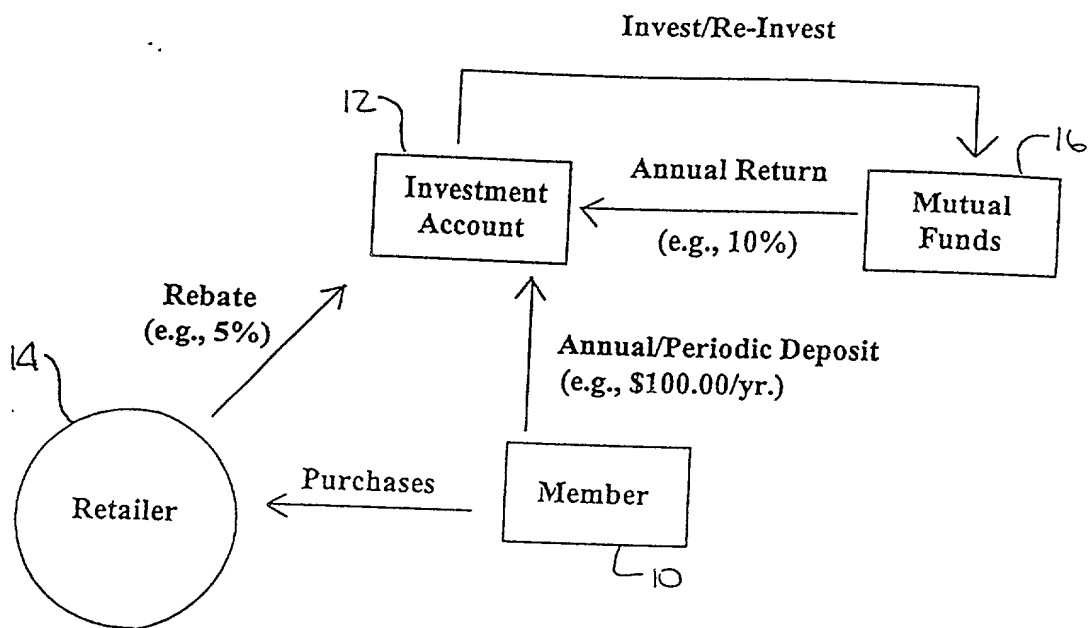 Invest/Re-Invest
12
16
Investment
Account
Annual Return
(e.g., 10%)
Mutual
Funds
Rebate
(e.g., 5%)
Annual/Periodic Deposit
(e.g., $100.00/yr.)
14
Retailer
Purchases
Member
10